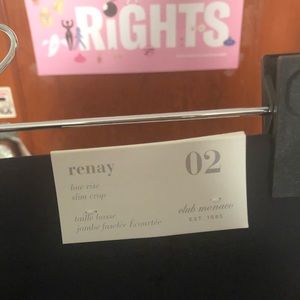 RIGHTS
renay
02
low rise
slim crop
taille basse
jambe fuselée Écourtée
club monaco
EST. 1985